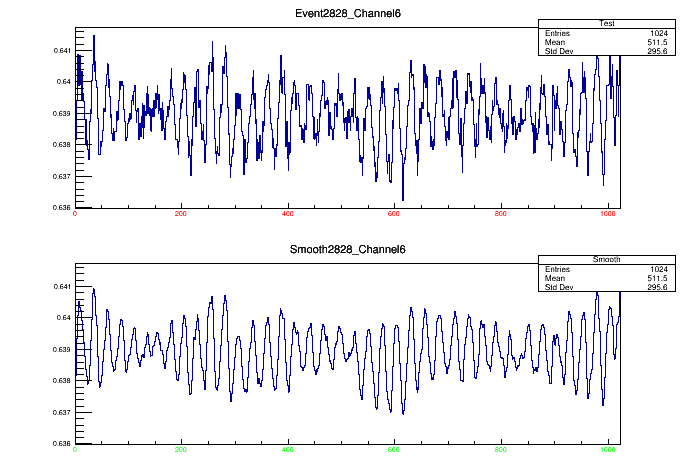 Event2828_Channel6
Test
Entries 1024
Mean 511.5
Std Dev 295.6
0.641
0.64
0.639
0.638
0.637
0.636
0 200 400 600 800 1000
Smooth2828_Channel6
Smooth
Entries 1024
Mean 511.5
Std Dev 295.6
0.641
0.64
0.639
0.638
0.637
0.636
0 200 400 600 800 1000